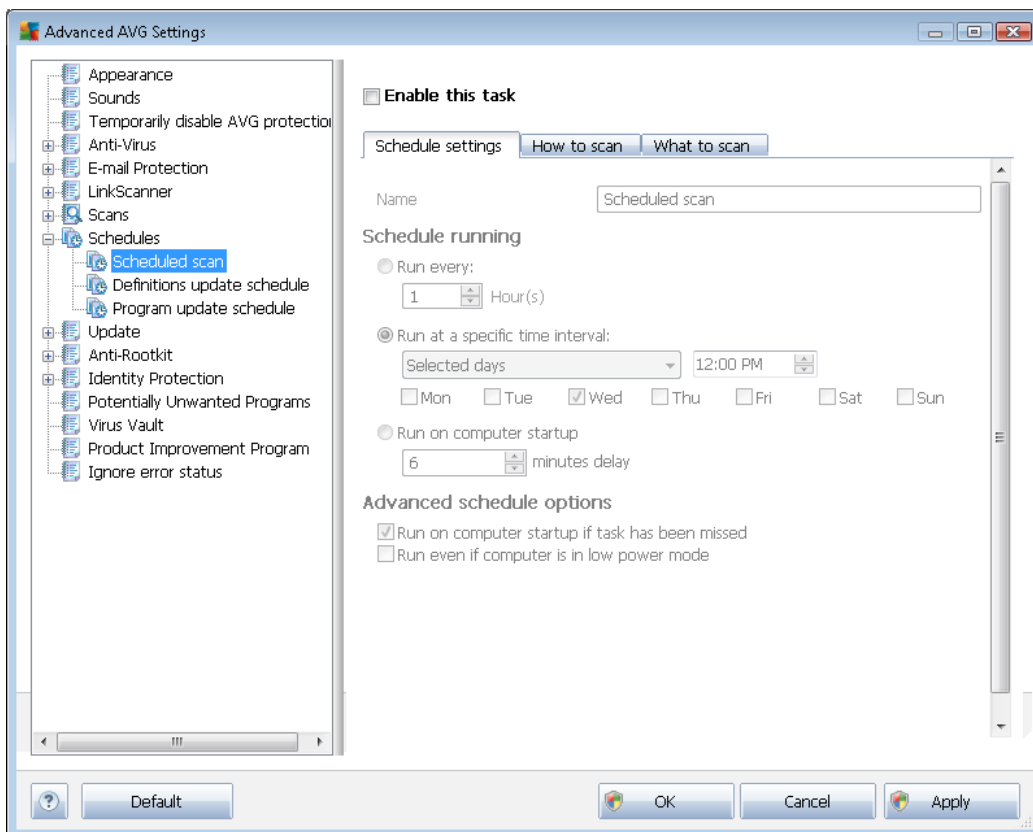 Advanced AVG Settings
Appearance
Sounds
Temporarily disable AVG protection
Anti-Virus
E-mail Protection
LinkScanner
Scans
Schedules
Scheduled scan
Definitions update schedule
Program update schedule
Update
Anti-Rootkit
Identity Protection
Potentially Unwanted Programs
Virus Vault
Product Improvement Program
Ignore error status
Enable this task
Schedule settings How to scan What to scan
Name Scheduled scan
Schedule running
Run every:
1 Hour(s)
Run at a specific time interval:
Selected days 12:00 PM
Mon Tue Wed Thu Fri Sat Sun
Run on computer startup
6 minutes delay
Advanced schedule options
Run on computer startup if task has been missed
Run even if computer is in low power mode
? Default OK Cancel Apply